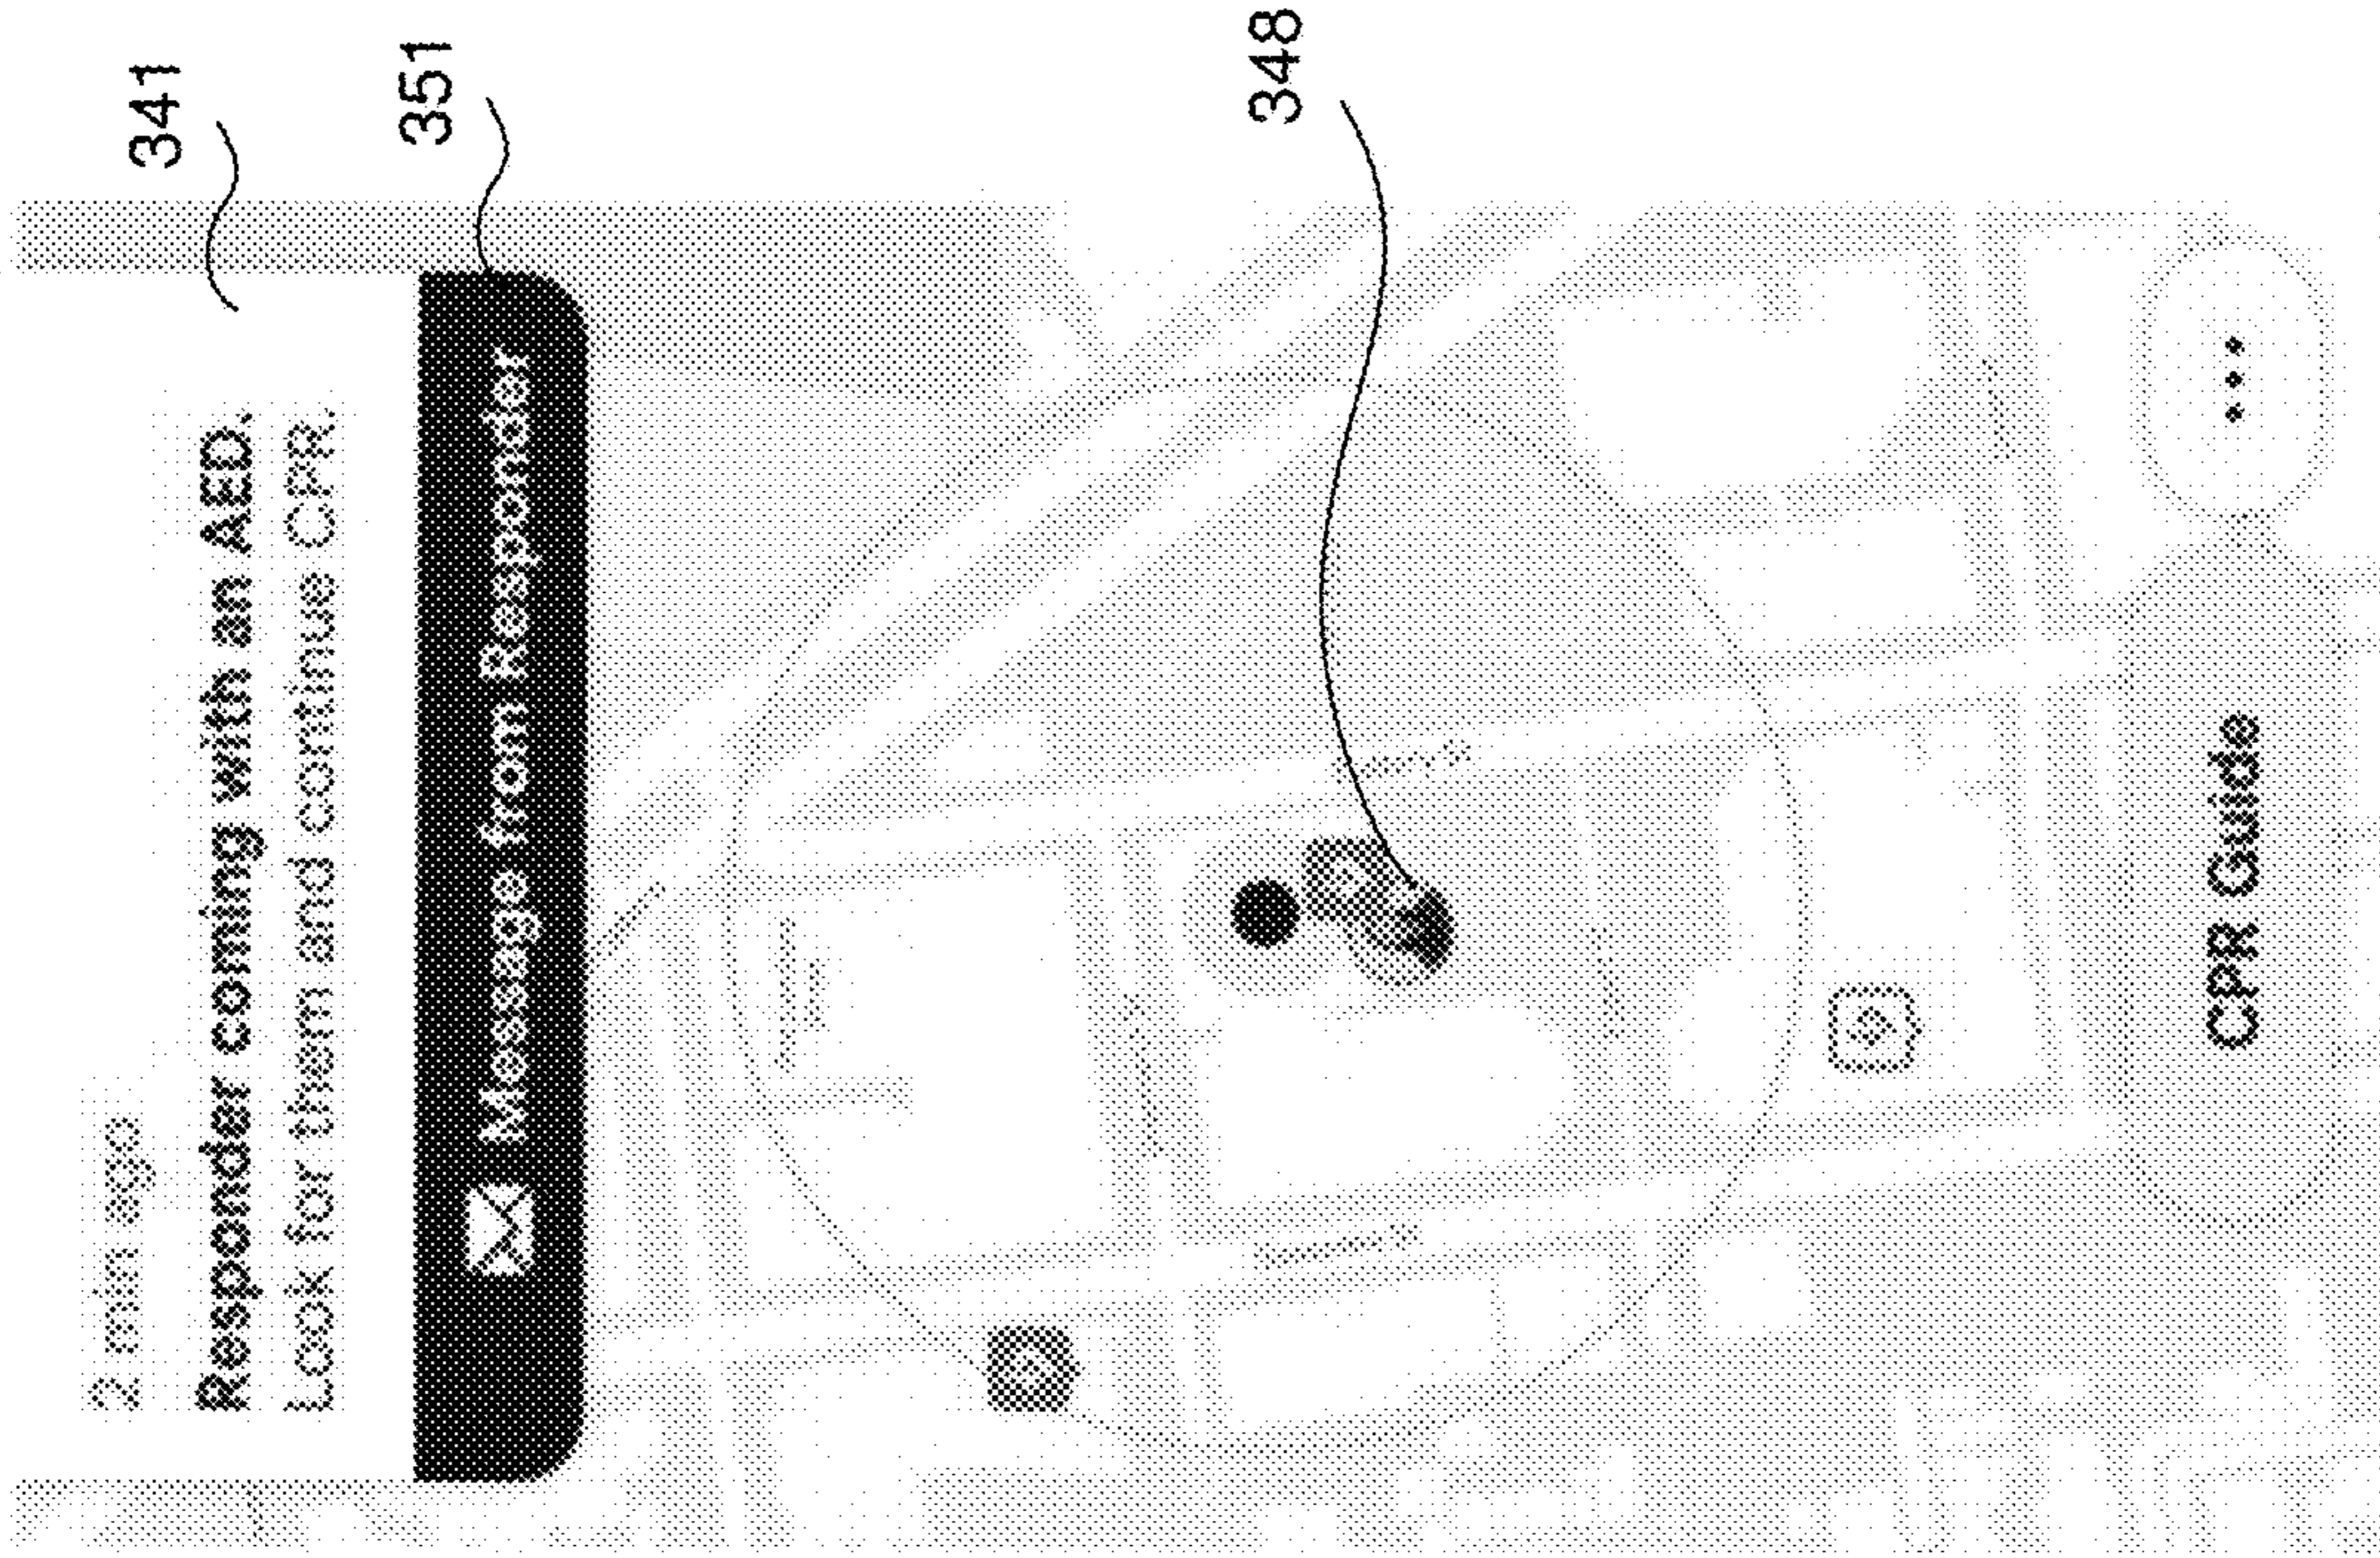 2 min ago
Responder coming with an AED.
Look for them and continue CPR.
Message from Responder
CPR Guide
341
351
348